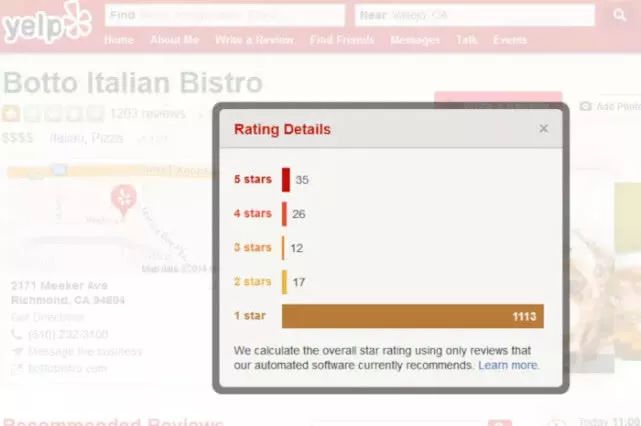 yelp
Find
Near Vallejo, CA
Home About Me Write a Review Find Friends Messages Talk Events
Botto Italian Bistro
1203 reviews
Add Photo
$$$$ Italian, Pizza
Rating Details ×
5 stars 35
4 stars 26
3 stars 12
2 stars 17
1 star 1113
We calculate the overall star rating using only reviews that
our automated software currently recommends. Learn more.
Map data ©2014
2171 Meeker Ave
Richmond, CA 94804
Get Directions
(510) 232-3100
Message the business
bottobistro.com
Recommended Reviews
Today 11:00